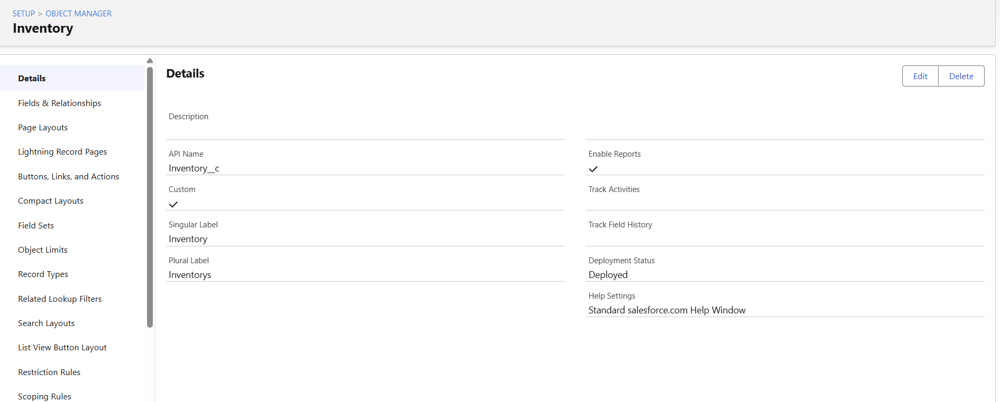 SETUP > OBJECT MANAGER
Inventory
Details
Fields & Relationships
Page Layouts
Lightning Record Pages
Buttons, Links, and Actions
Compact Layouts
Field Sets
Object Limits
Record Types
Related Lookup Filters
Search Layouts
List View Button Layout
Restriction Rules
Scoping Rules
Details
Edit
Delete
Description
API Name
Inventory__c
Custom
Singular Label
Inventory
Plural Label
Inventorys
Enable Reports
Track Activities
Track Field History
Deployment Status
Deployed
Help Settings
Standard salesforce.com Help Window